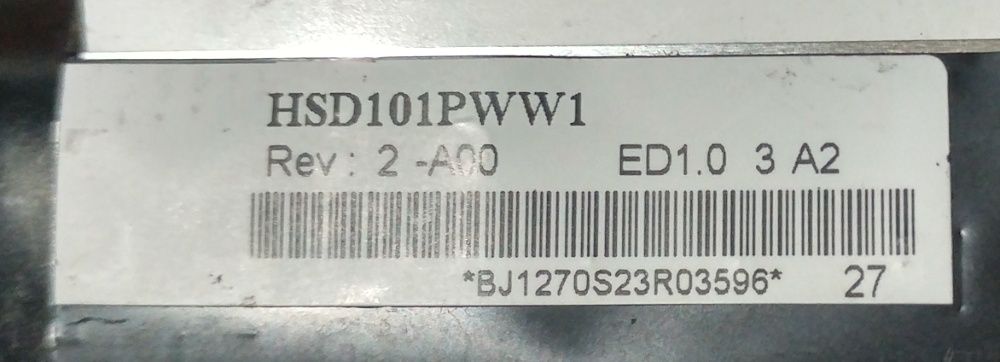 HSD101PWW1
Rev : 2 -A00 ED1.0 3 A2
*BJ1270S23R03596* 27